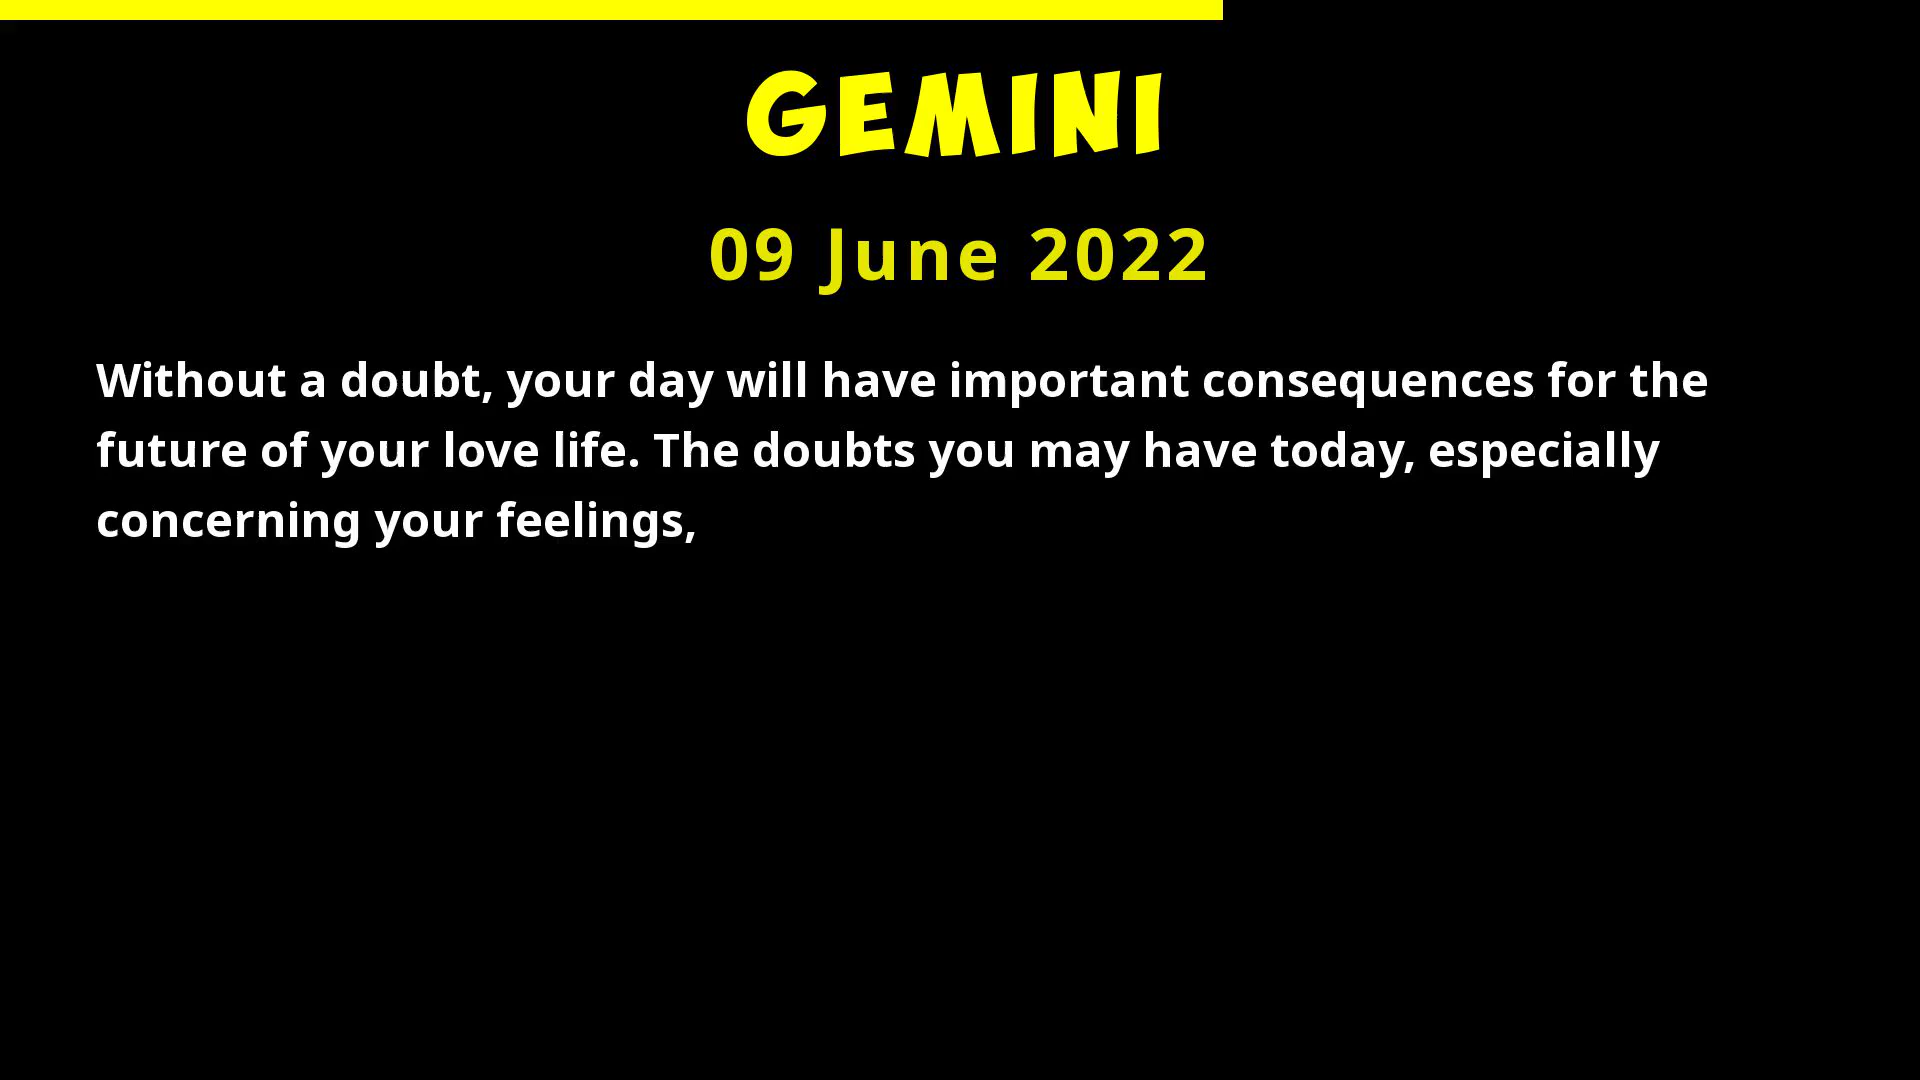 GEMINI
09 June 2022
Without a doubt, your day will have important consequences for the
future of your love life. The doubts you may have today, especially
concerning your feelings,